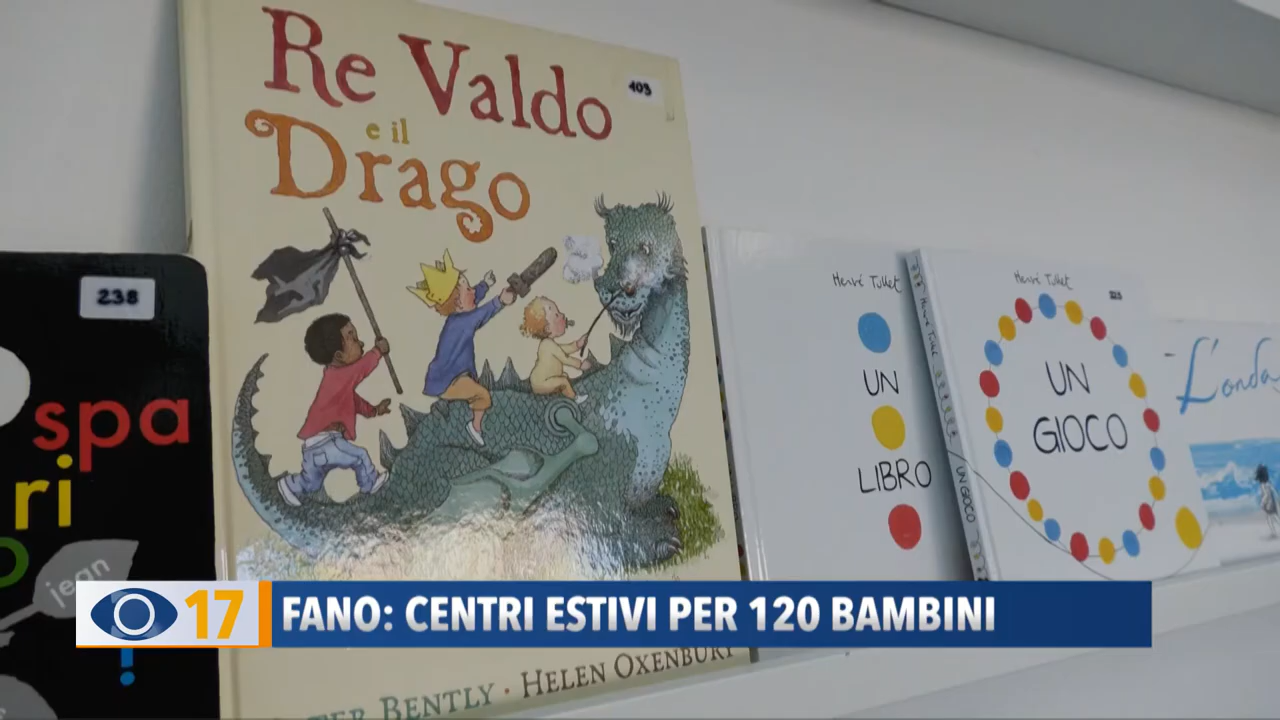 Re Valdo
e il
Drago
403
238
spa
ri
jean
!
Hervé Tullet
UN
LIBRO
Hervé Tullet
UN
GIOCO
UN GIOCO
L'onda
17
FANO: CENTRI ESTIVI PER 120 BAMBINI
BENTLY · HELEN OXENBURY